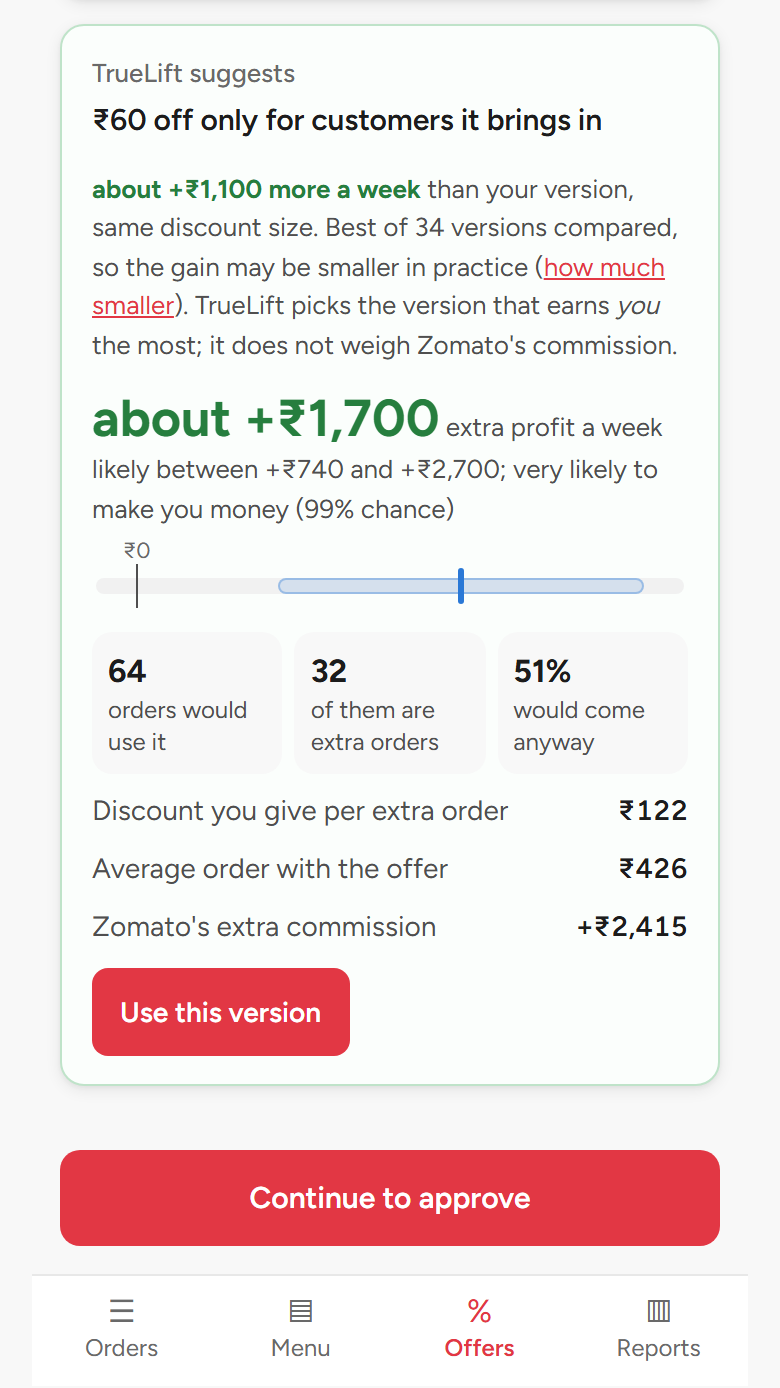 TrueLift suggests
₹60 off only for customers it brings in
about +₹1,100 more a week than your version,
same discount size. Best of 34 versions compared,
so the gain may be smaller in practice (how much
smaller). TrueLift picks the version that earns you
the most; it does not weigh Zomato's commission.
about +₹1,700 extra profit a week
likely between +₹740 and +₹2,700; very likely to
make you money (99% chance)
₹0
64
orders would
use it
32
of them are
extra orders
51%
would come
anyway
Discount you give per extra order ₹122
Average order with the offer ₹426
Zomato's extra commission +₹2,415
Use this version
Continue to approve
Orders
Menu
%
Offers
Reports